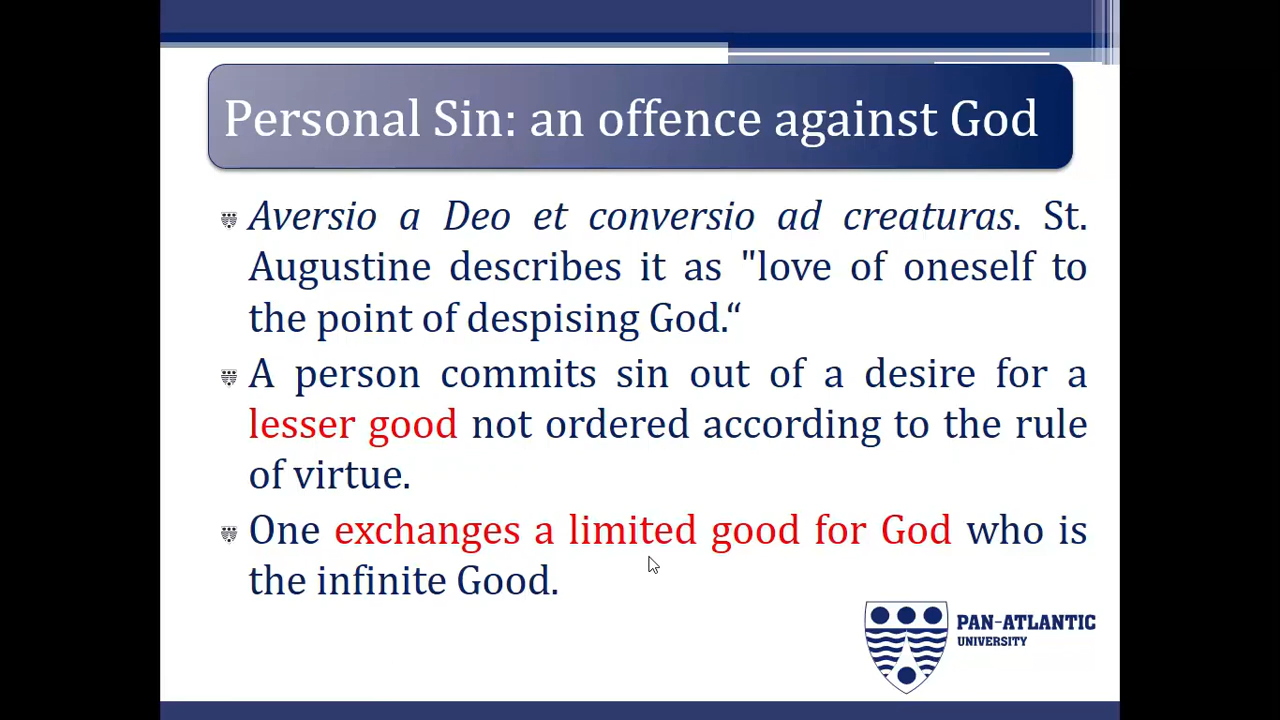 Personal Sin: an offence against God
Aversio a Deo et conversio ad creaturas. St.
Augustine describes it as "love of oneself to
the point of despising God.“
A person commits sin out of a desire for a
lesser good not ordered according to the rule
of virtue.
One exchanges a limited good for God who is
the infinite Good.
PAN-ATLANTIC
UNIVERSITY